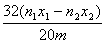 32(n₁x₁ − n₂x₂)
20m